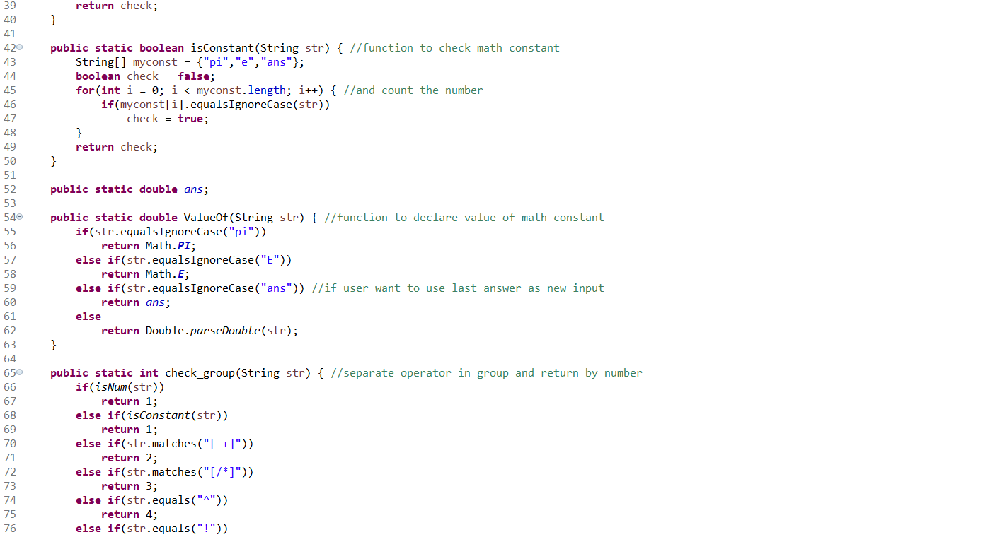 39 return check;
40 }
41
42 public static boolean isConstant(String str) { //function to check math constant
43 String[] myconst = {"pi","e","ans"};
44 boolean check = false;
45 for(int i = 0; i < myconst.length; i++) { //and count the number
46 if(myconst[i].equalsIgnoreCase(str))
47 check = true;
48 }
49 return check;
50 }
51
52 public static double ans;
53
54 public static double ValueOf(String str) { //function to declare value of math constant
55 if(str.equalsIgnoreCase("pi"))
56 return Math.PI;
57 else if(str.equalsIgnoreCase("E"))
58 return Math.E;
59 else if(str.equalsIgnoreCase("ans")) //if user want to use last answer as new input
60 return ans;
61 else
62 return Double.parseDouble(str);
63 }
64
65 public static int check_group(String str) { //separate operator in group and return by number
66 if(isNum(str))
67 return 1;
68 else if(isConstant(str))
69 return 1;
70 else if(str.matches("[-+]"))
71 return 2;
72 else if(str.matches("[/*]"))
73 return 3;
74 else if(str.equals("^"))
75 return 4;
76 else if(str.equals("!"))